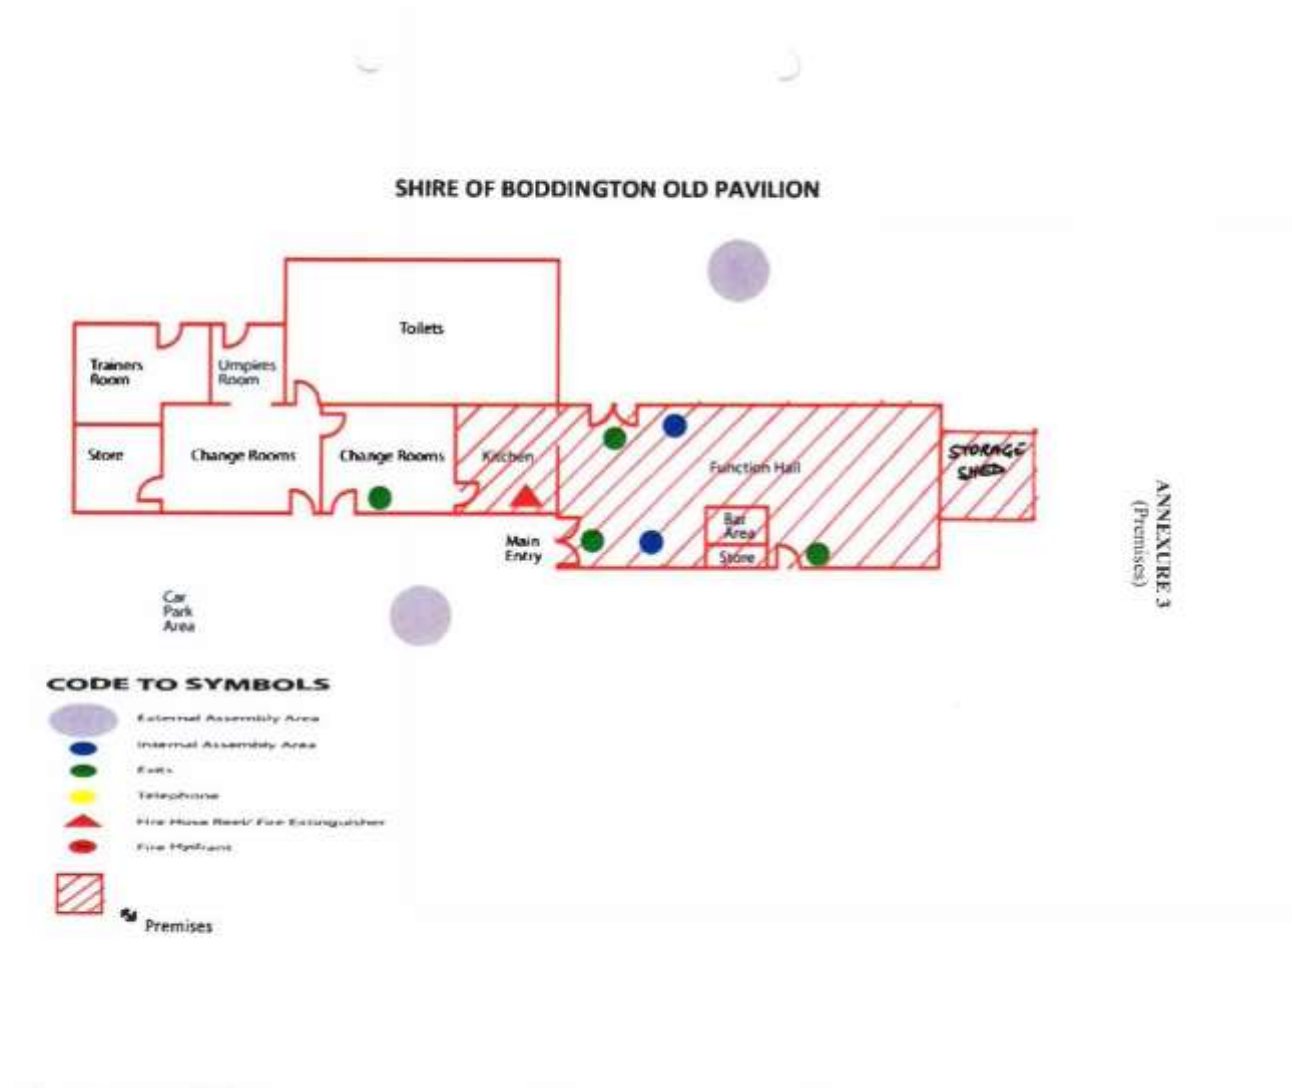 SHIRE OF BODDINGTON OLD PAVILION
Toilets
Trainers
Room
Umpires
Room
Store
Change Rooms
Change Rooms
Kitchen
Function Hall
STORAGE
SHED
Bar
Area
Store
Main
Entry
Car
Park
Area
ANNEXURE 3
(Premises)
CODE TO SYMBOLS
External Assembly Area
Internal Assembly Area
Exits
Telephone
Fire Hose Reel/ Fire Extinguisher
Fire Hydrant
Premises